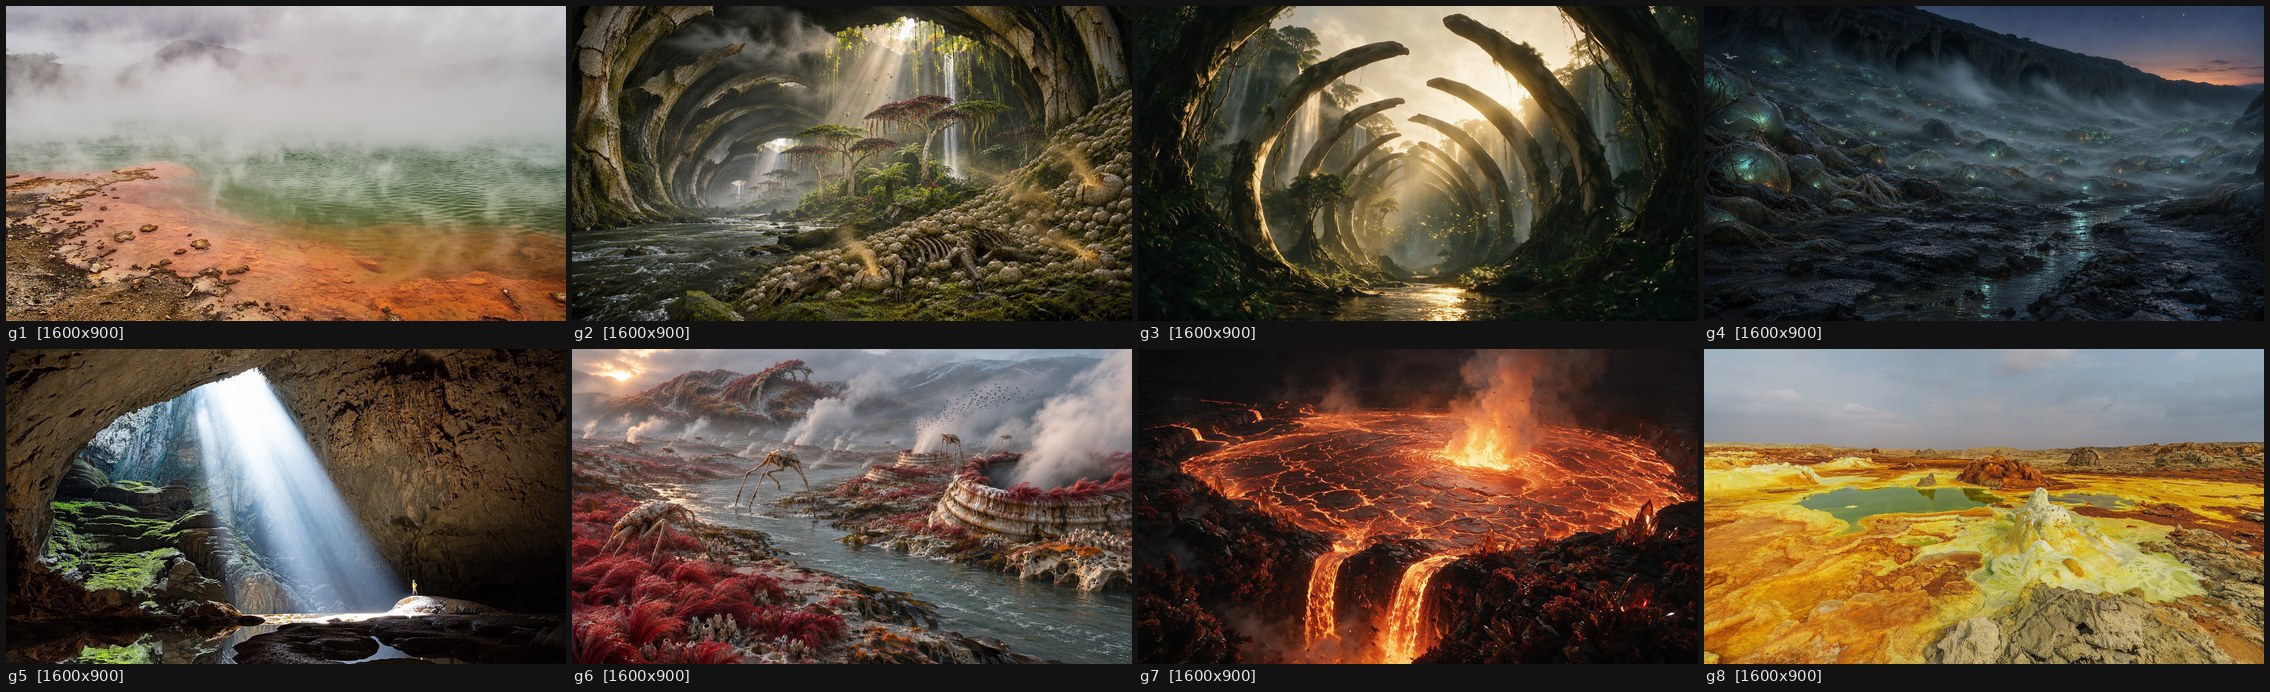 g1 [1600x900]
g2 [1600x900]
g3 [1600x900]
g4 [1600x900]
g5 [1600x900]
g6 [1600x900]
g7 [1600x900]
g8 [1600x900]